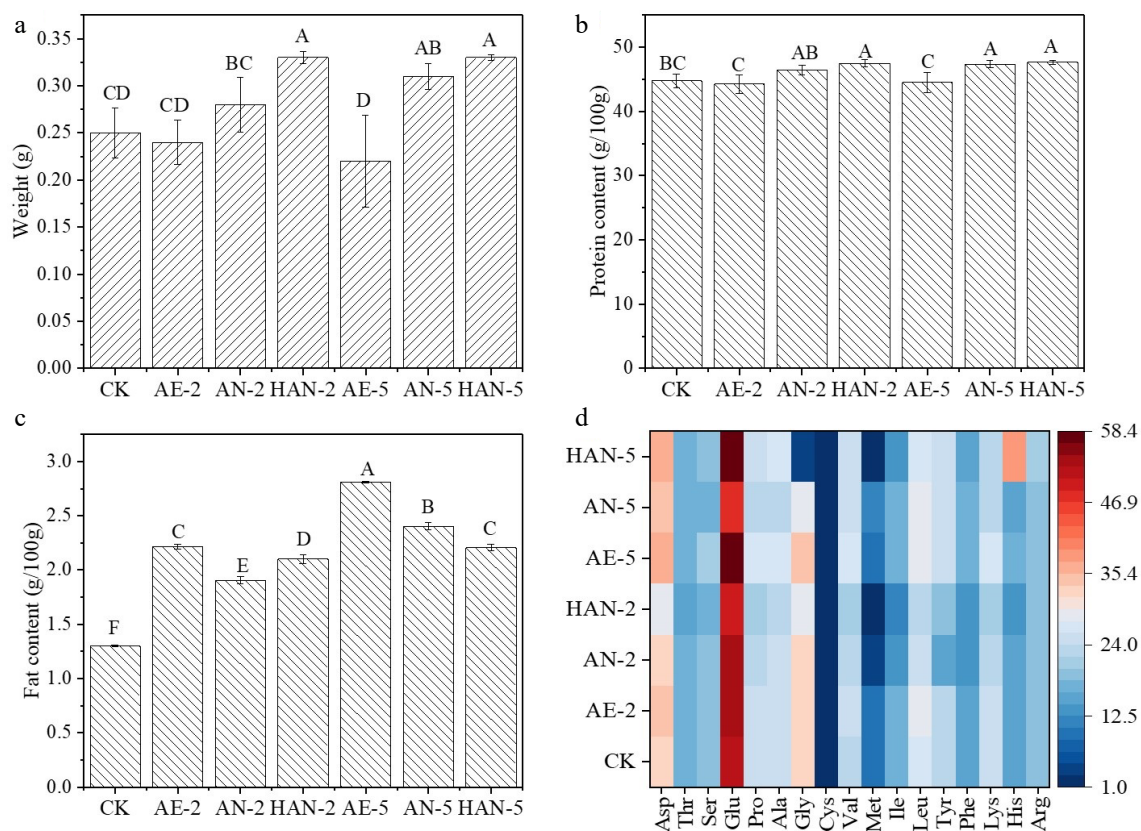 a
0.35
0.30
0.25
0.20
0.15
0.10
0.05
0.00
Weight (g)
CD
CD
BC
A
D
AB
A
CK AE-2 AN-2 HAN-2 AE-5 AN-5 HAN-5
b
50
40
30
20
10
0
Protein content (g/100g)
BC
C
AB
A
C
A
A
CK AE-2 AN-2 HAN-2 AE-5 AN-5 HAN-5
c
3.0
2.5
2.0
1.5
1.0
0.5
0.0
Fat content (g/100g)
F
C
E
D
A
B
C
CK AE-2 AN-2 HAN-2 AE-5 AN-5 HAN-5
d
HAN-5
AN-5
AE-5
HAN-2
AN-2
AE-2
CK
Asp
Thr
Ser
Glu
Pro
Ala
Gly
Cys
Val
Met
Ile
Leu
Tyr
Phe
Lys
His
Arg
58.4
46.9
35.4
24.0
12.5
1.0